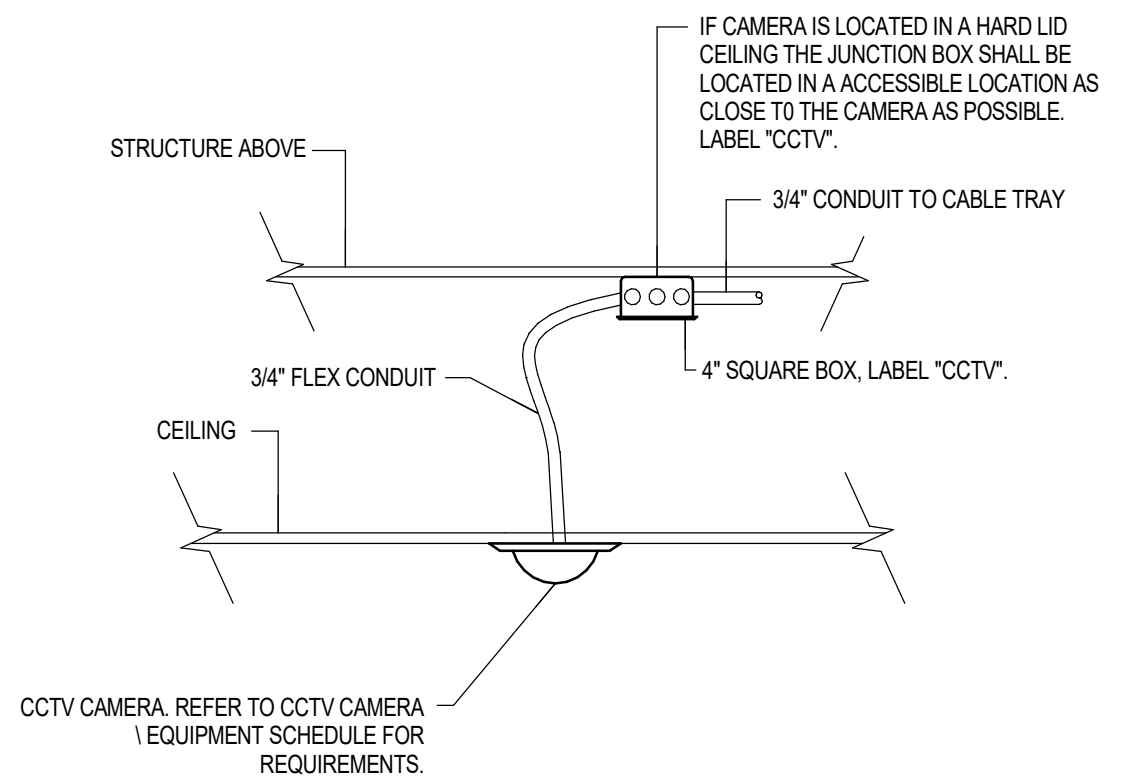 IF CAMERA IS LOCATED IN A HARD LID
CEILING THE JUNCTION BOX SHALL BE
LOCATED IN A ACCESSIBLE LOCATION AS
CLOSE T0 THE CAMERA AS POSSIBLE.
LABEL "CCTV".
STRUCTURE ABOVE
3/4" CONDUIT TO CABLE TRAY
3/4" FLEX CONDUIT
4" SQUARE BOX, LABEL "CCTV".
CEILING
CCTV CAMERA. REFER TO CCTV CAMERA
\ EQUIPMENT SCHEDULE FOR
REQUIREMENTS.